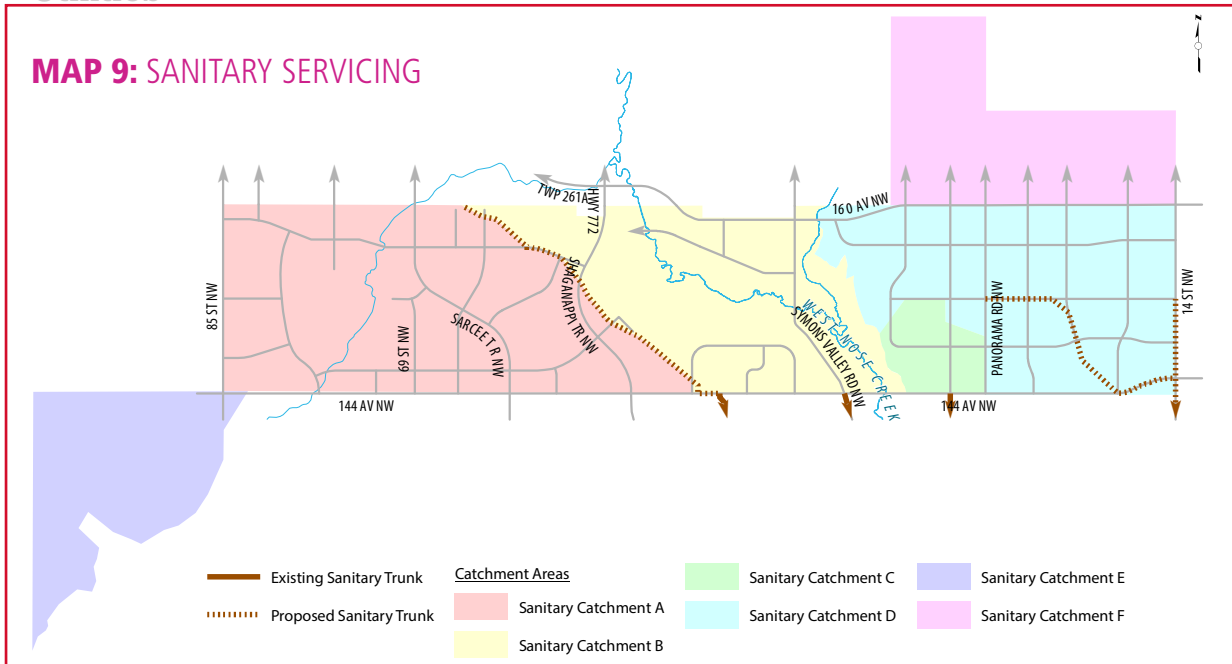 MAP 9: SANITARY SERVICING
N
TWP 261A
HWY 772
160 AV NW
85 ST NW
69 ST NW
SARCEE TR NW
SHAGANAPPI TR NW
SYMONS VALLEY RD NW
WEST NOSE CREEK
PANORAMA RD NW
14 ST NW
144 AV NW
144 AV NW
Existing Sanitary Trunk
Proposed Sanitary Trunk
Catchment Areas
Sanitary Catchment A
Sanitary Catchment B
Sanitary Catchment C
Sanitary Catchment D
Sanitary Catchment E
Sanitary Catchment F